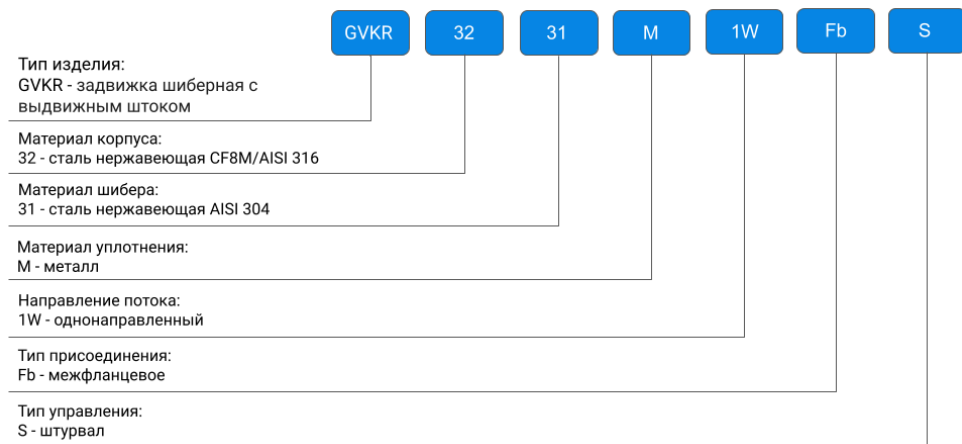 GVKR 32 31 M 1W Fb S
Тип изделия:
GVKR - задвижка шиберная с
выдвижным штоком
Материал корпуса:
32 - сталь нержавеющая CF8M/AISI 316
Материал шибера:
31 - сталь нержавеющая AISI 304
Материал уплотнения:
М - металл
Направление потока:
1W - однонаправленный
Тип присоединения:
Fb - межфланцевое
Тип управления:
S - штурвал